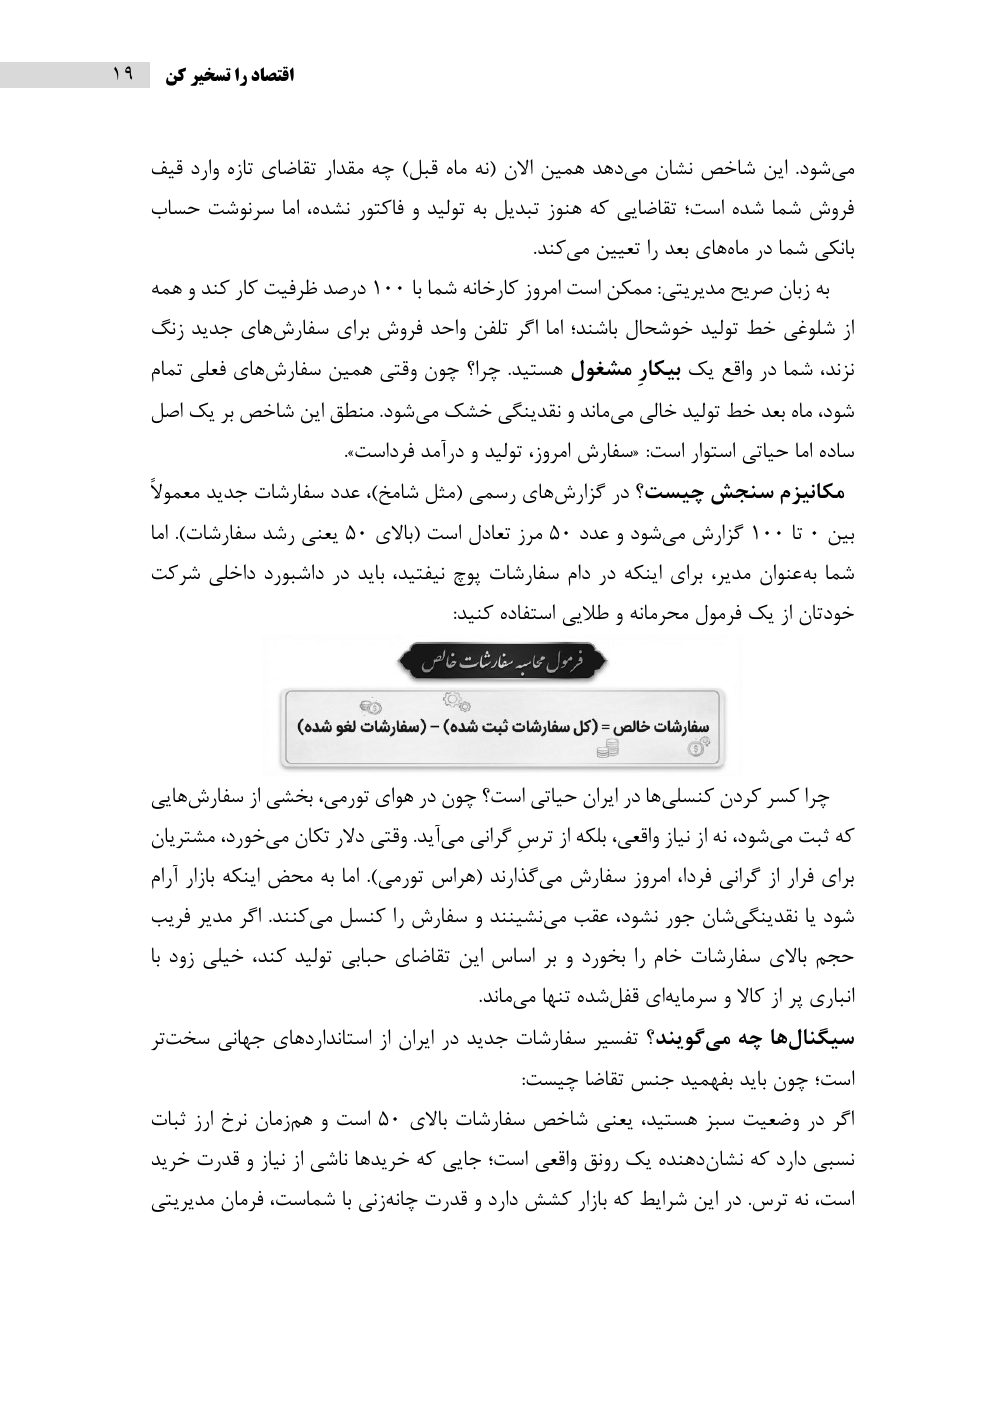 اقتصاد را تسخیر کن ۱۹
می‌شود. این شاخص نشان می‌دهد همین الان (نه ماه قبل) چه مقدار تقاضای تازه وارد قیف
فروش شما شده است؛ تقاضایی که هنوز تبدیل به تولید و فاکتور نشده، اما سرنوشت حساب
بانکی شما در ماه‌های بعد را تعیین می‌کند.
به زبان صریح مدیریتی: ممکن است امروز کارخانه شما با ۱۰۰ درصد ظرفیت کار کند و همه
از شلوغی خط تولید خوشحال باشند؛ اما اگر تلفن واحد فروش برای سفارش‌های جدید زنگ
نزند، شما در واقع یک بیکارِ مشغول هستید. چرا؟ چون وقتی همین سفارش‌های فعلی تمام
شود، ماه بعد خط تولید خالی می‌ماند و نقدینگی خشک می‌شود. منطق این شاخص بر یک اصل
ساده اما حیاتی استوار است: «سفارش امروز، تولید و درآمد فرداست».
مکانیزم سنجش چیست؟ در گزارش‌های رسمی (مثل شامخ)، عدد سفارشات جدید معمولاً
بین ۰ تا ۱۰۰ گزارش می‌شود و عدد ۵۰ مرز تعادل است (بالای ۵۰ یعنی رشد سفارشات). اما
شما به‌عنوان مدیر، برای اینکه در دام سفارشات پوچ نیفتید، باید در داشبورد داخلی شرکت
خودتان از یک فرمول محرمانه و طلایی استفاده کنید:
فرمول محاسبه سفارشات خالص
سفارشات خالص = (کل سفارشات ثبت شده) – (سفارشات لغو شده)
چرا کسر کردن کنسلی‌ها در ایران حیاتی است؟ چون در هوای تورمی، بخشی از سفارش‌هایی
که ثبت می‌شود، نه از نیاز واقعی، بلکه از ترسِ گرانی می‌آید. وقتی دلار تکان می‌خورد، مشتریان
برای فرار از گرانی فردا، امروز سفارش می‌گذارند (هراس تورمی). اما به محض اینکه بازار آرام
شود یا نقدینگی‌شان جور نشود، عقب می‌نشینند و سفارش را کنسل می‌کنند. اگر مدیر فریب
حجم بالای سفارشات خام را بخورد و بر اساس این تقاضای حبابی تولید کند، خیلی زود با
انباری پر از کالا و سرمایه‌ای قفل‌شده تنها می‌ماند.
سیگنال‌ها چه می‌گویند؟ تفسیر سفارشات جدید در ایران از استانداردهای جهانی سخت‌تر
است؛ چون باید بفهمید جنس تقاضا چیست:
اگر در وضعیت سبز هستید، یعنی شاخص سفارشات بالای ۵۰ است و هم‌زمان نرخ ارز ثبات
نسبی دارد که نشان‌دهنده یک رونق واقعی است؛ جایی که خریدها ناشی از نیاز و قدرت خرید
است، نه ترس. در این شرایط که بازار کشش دارد و قدرت چانه‌زنی با شماست، فرمان مدیریتی